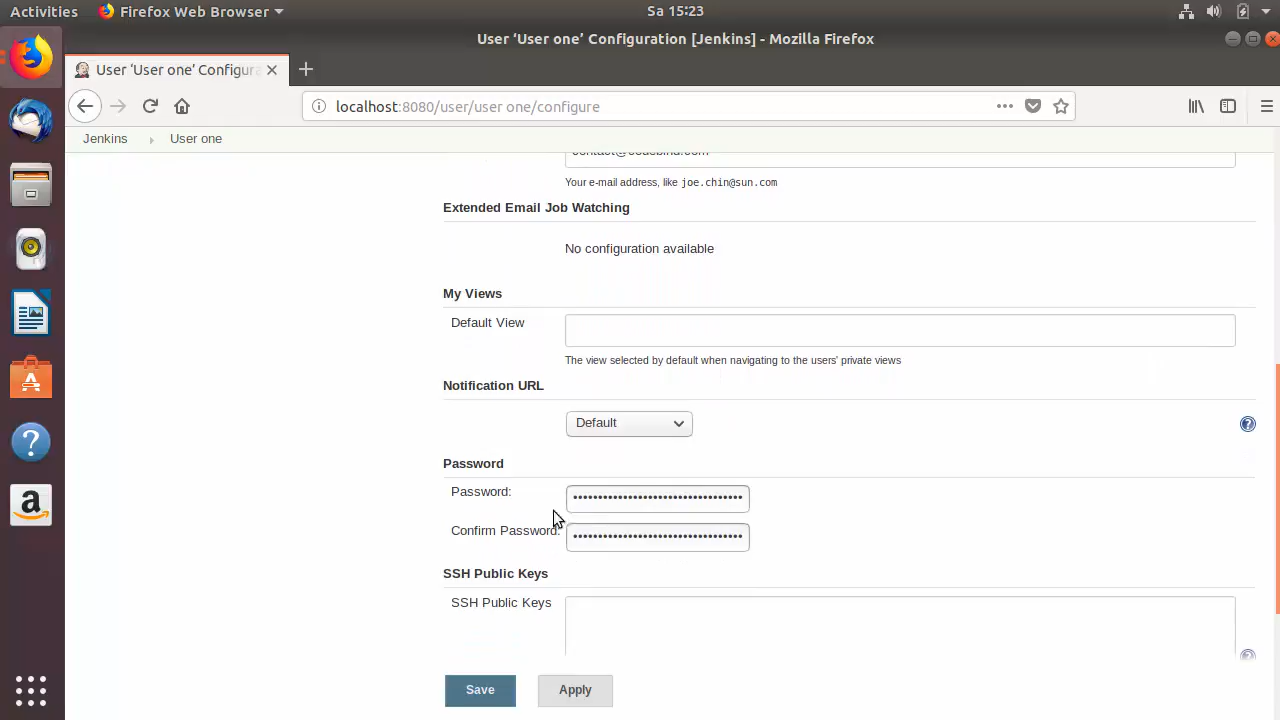 Activities
Firefox Web Browser
Sa 15:23
User ‘User one’ Configuration [Jenkins] - Mozilla Firefox
User ‘User one’ Configura
localhost:8080/user/user one/configure
Jenkins
User one
Your e-mail address, like joe.chin@sun.com
Extended Email Job Watching
No configuration available
My Views
Default View
The view selected by default when navigating to the users' private views
Notification URL
Default
Password
Password:
Confirm Password:
SSH Public Keys
SSH Public Keys
Save
Apply